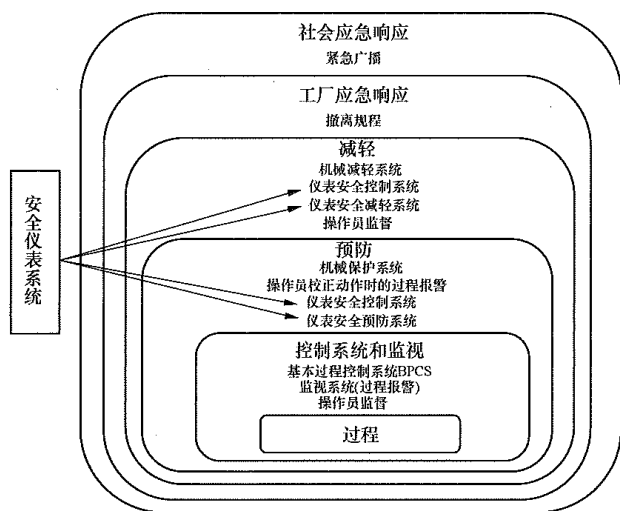 社会应急响应
紧急广播
工厂应急响应
撤离规程
减轻
机械减轻系统
仪表安全控制系统
仪表安全减轻系统
操作员监督
安全仪表系统
预防
机械保护系统
操作员校正动作时的过程报警
仪表安全控制系统
仪表安全预防系统
控制系统和监视
基本过程控制系统BPCS
监视系统(过程报警)
操作员监督
过程